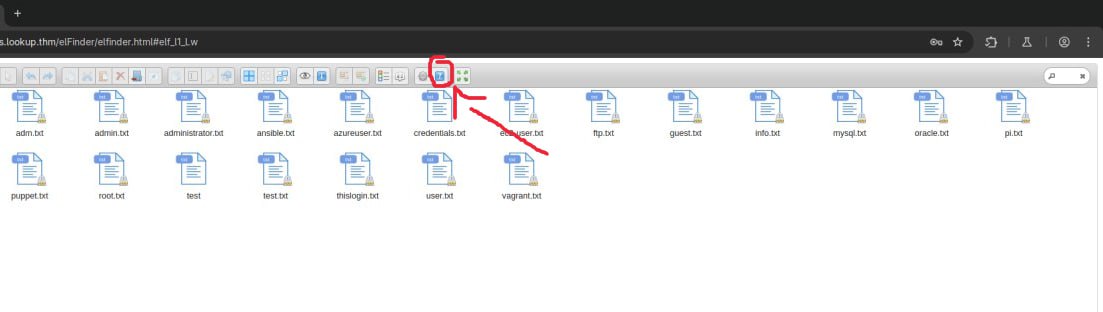 s.lookup.thm/elFinder/elfinder.html#elf_l1_Lw
adm.txt admin.txt administrator.txt ansible.txt azureuser.txt credentials.txt ec2-user.txt ftp.txt guest.txt info.txt mysql.txt oracle.txt pi.txt
puppet.txt root.txt test test.txt thislogin.txt user.txt vagrant.txt